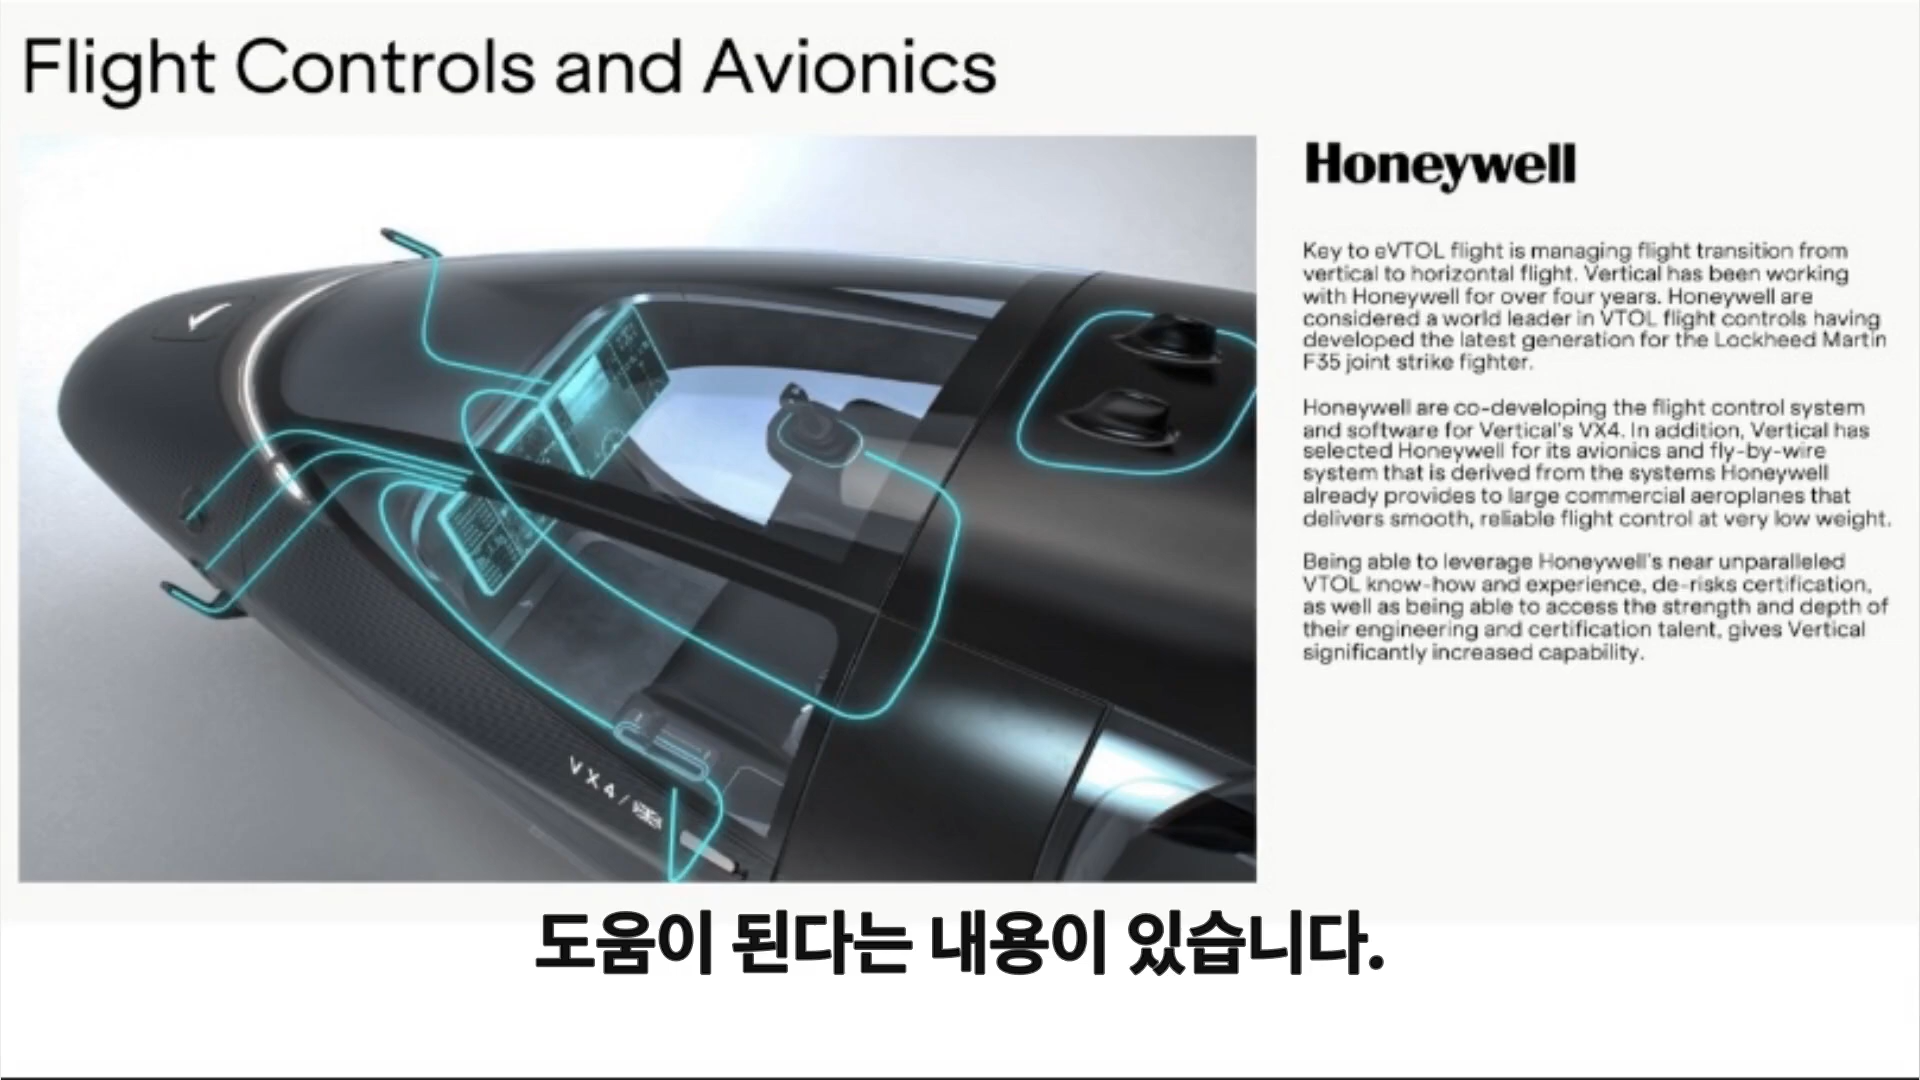 Flight Controls and Avionics
Honeywell
Key to eVTOL flight is managing flight transition from
vertical to horizontal flight. Vertical has been working
with Honeywell for over four years. Honeywell are
considered a world leader in VTOL flight controls having
developed the latest generation for the Lockheed Martin
F35 joint strike fighter.
Honeywell are co-developing the flight control system
and software for Vertical's VX4. In addition, Vertical has
selected Honeywell for its avionics and fly-by-wire
system that is derived from the systems Honeywell
already provides to large commercial aeroplanes that
delivers smooth, reliable flight control at very low weight.
Being able to leverage Honeywell's near unparalleled
VTOL know-how and experience, de-risks certification,
as well as being able to access the strength and depth of
their engineering and certification talent, gives Vertical
significantly increased capability.
VX4 /
도움이 된다는 내용이 있습니다.